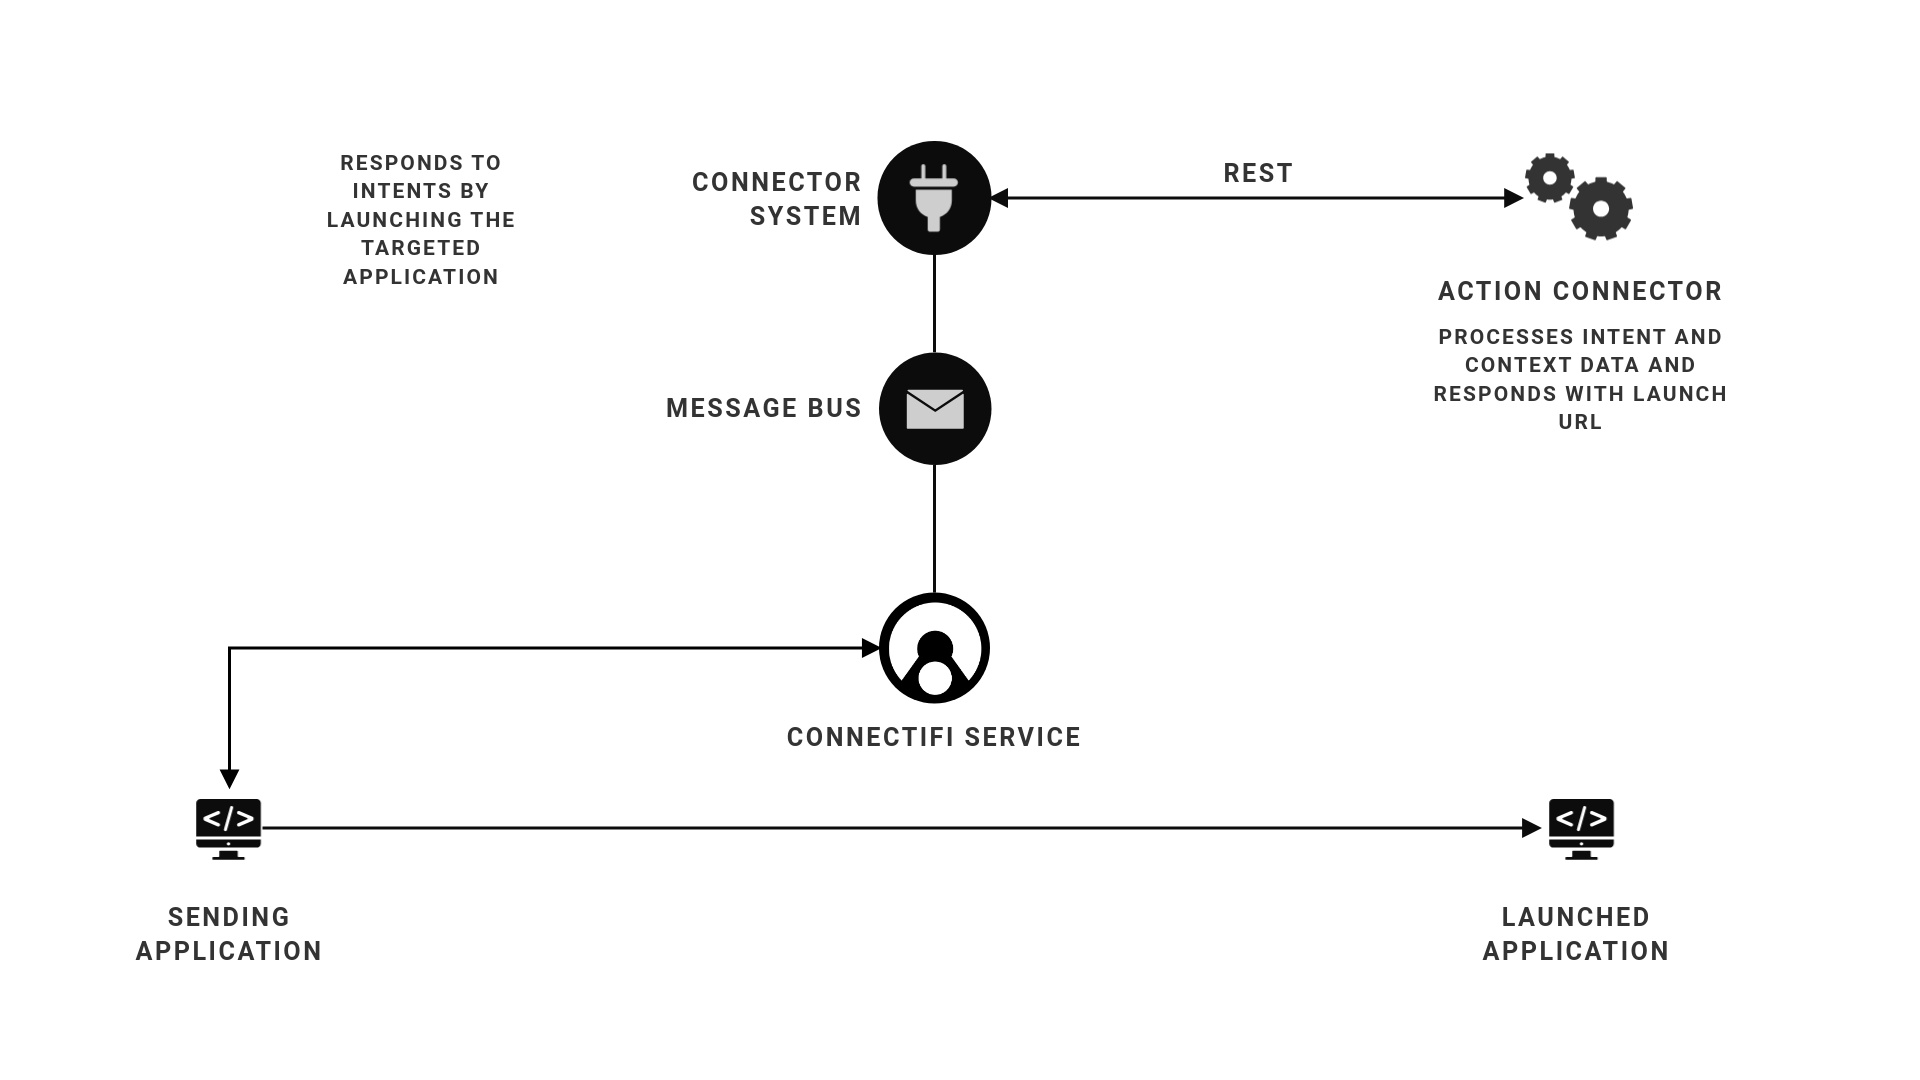 RESPONDS TO
INTENTS BY
LAUNCHING THE
TARGETED
APPLICATION
CONNECTOR
SYSTEM
REST
ACTION CONNECTOR
PROCESSES INTENT AND
CONTEXT DATA AND
RESPONDS WITH LAUNCH
URL
MESSAGE BUS
CONNECTIFI SERVICE
</>
</>
SENDING
APPLICATION
LAUNCHED
APPLICATION